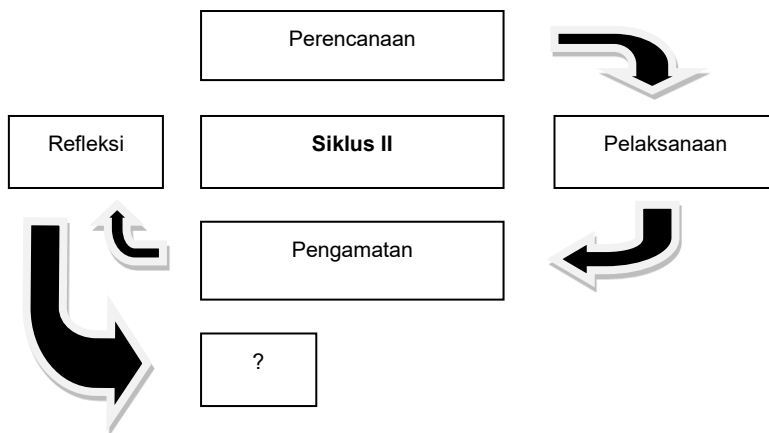 Perencanaan
Refleksi
Siklus II
Pelaksanaan
Pengamatan
?